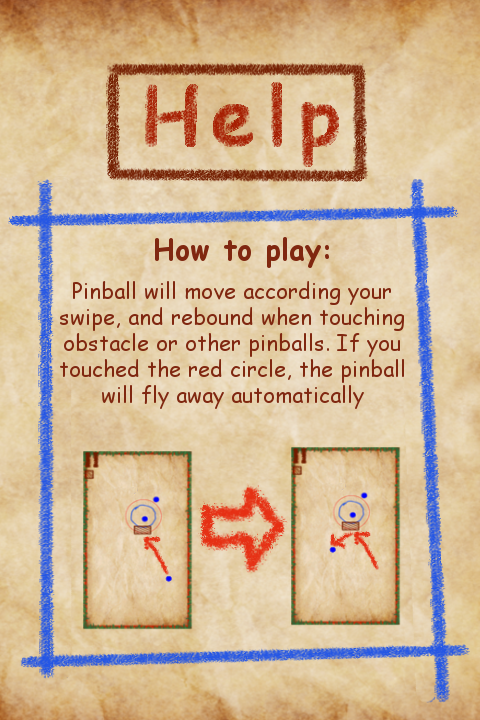 Help
How to play:
Pinball will move according your
swipe, and rebound when touching
obstacle or other pinballs. If you
touched the red circle, the pinball
will fly away automatically